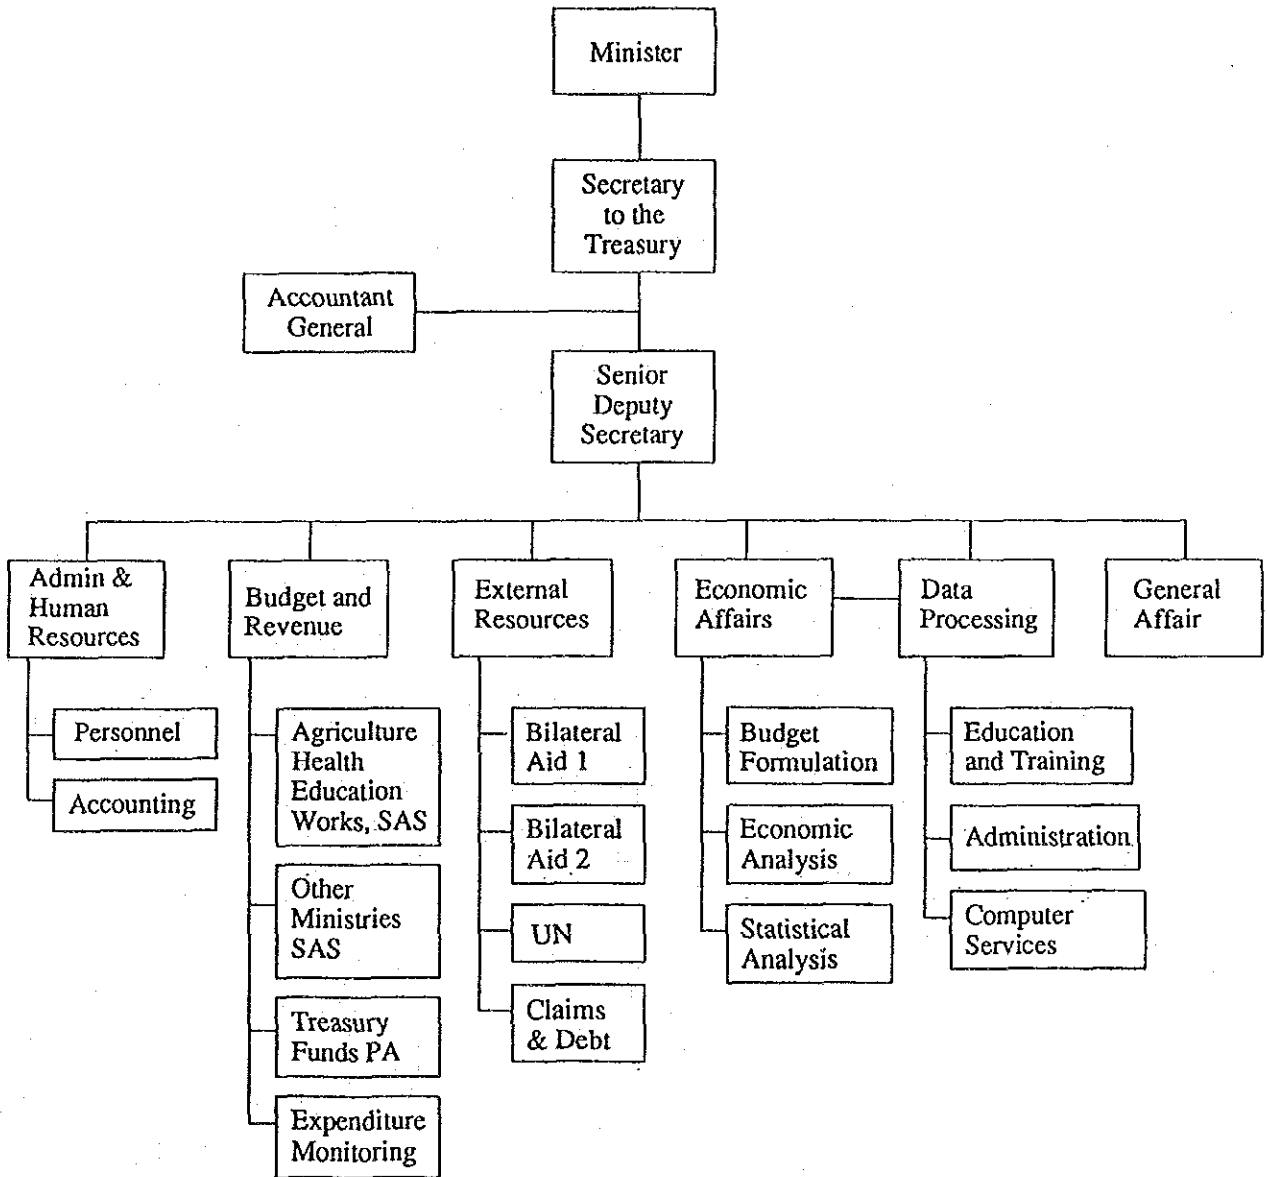 Minister
Secretary
to the
Treasury
Accountant
General
Senior
Deputy
Secretary
Admin &
Human
Resources
Budget and
Revenue
External
Resources
Economic
Affairs
Data
Processing
General
Affair
Personnel
Accounting
Agriculture
Health
Education
Works, SAS
Other
Ministries
SAS
Treasury
Funds PA
Expenditure
Monitoring
Bilateral
Aid 1
Bilateral
Aid 2
UN
Claims
& Debt
Budget
Formulation
Economic
Analysis
Statistical
Analysis
Education
and Training
Administration
Computer
Services